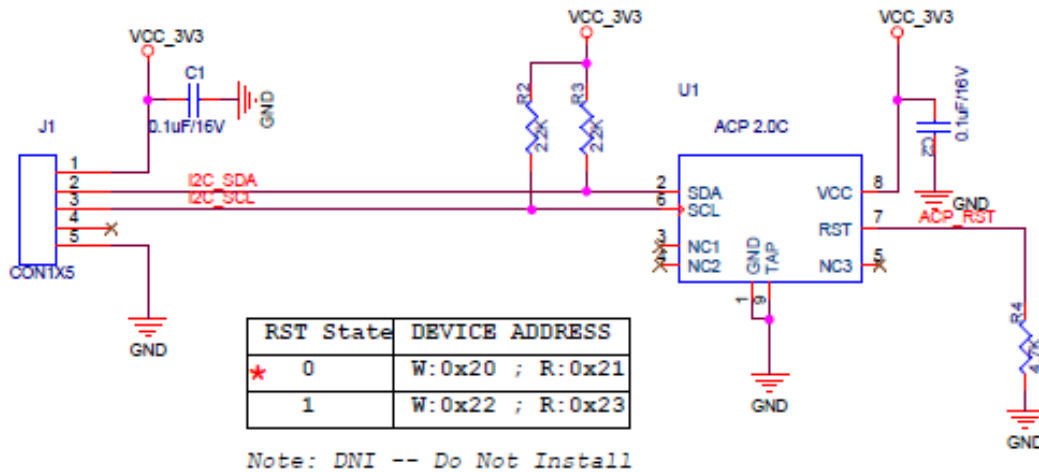 VCC_3V3
C1
0.1uF/16V
GND
J1
1
2
3
4
5
CON1X5
GND
I2C_SDA
I2C_SCL
VCC_3V3
R2
2.2K
R3
2.2K
U1
ACP 2.0C
2
6
3
4
SDA
SCL
NC1
NC2
GND
TAP
1
9
GND
VCC
RST
NC3
8
7
5
VCC_3V3
0.1uF/16V
C2
GND
ACP_RST
R4
4.7K
GND
RST State DEVICE ADDRESS
* 0 W:0x20 ; R:0x21
1 W:0x22 ; R:0x23
Note: DNI -- Do Not Install